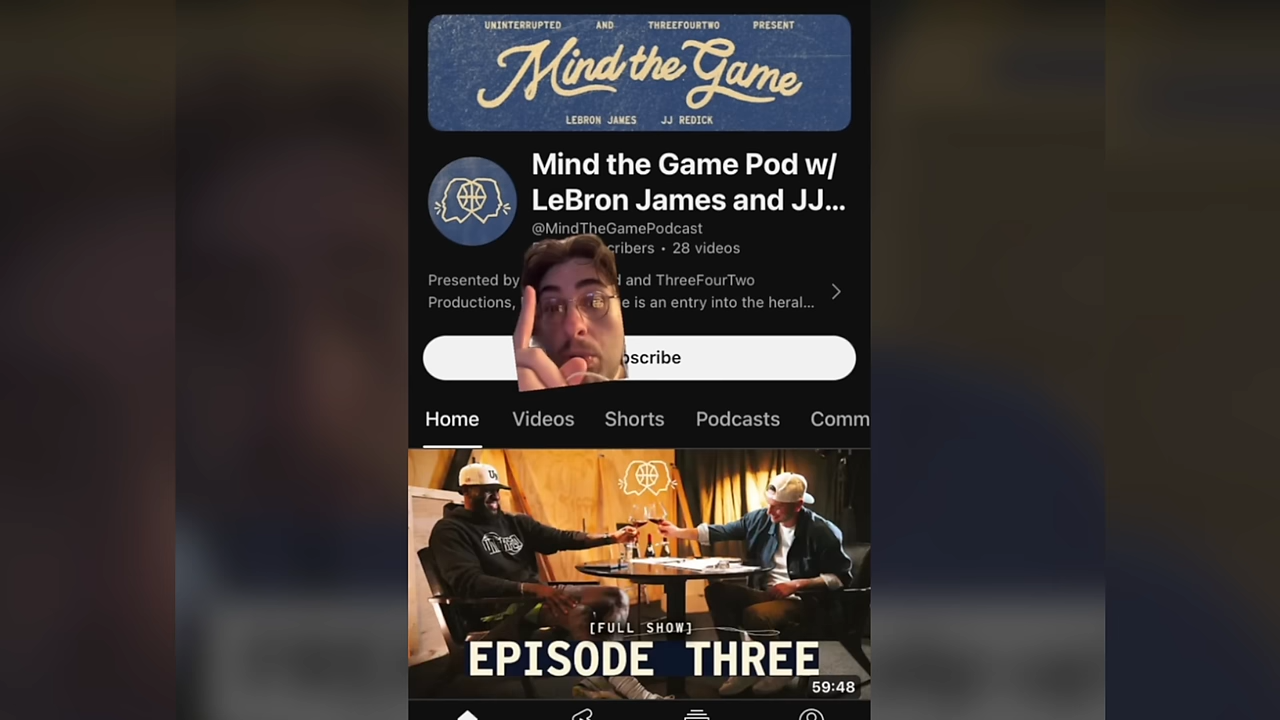 UNINTERRUPTED AND THREEFOURTWO PRESENT
Mind the Game
LEBRON JAMES JJ REDICK
Mind the Game Pod w/
LeBron James and JJ...
@MindTheGamePodcast
28 videos
Presented by and ThreeFourTwo
Productions, is an entry into the heral...
Home Videos Shorts Podcasts Comm
[FULL SHOW]
EPISODE THREE
59:48